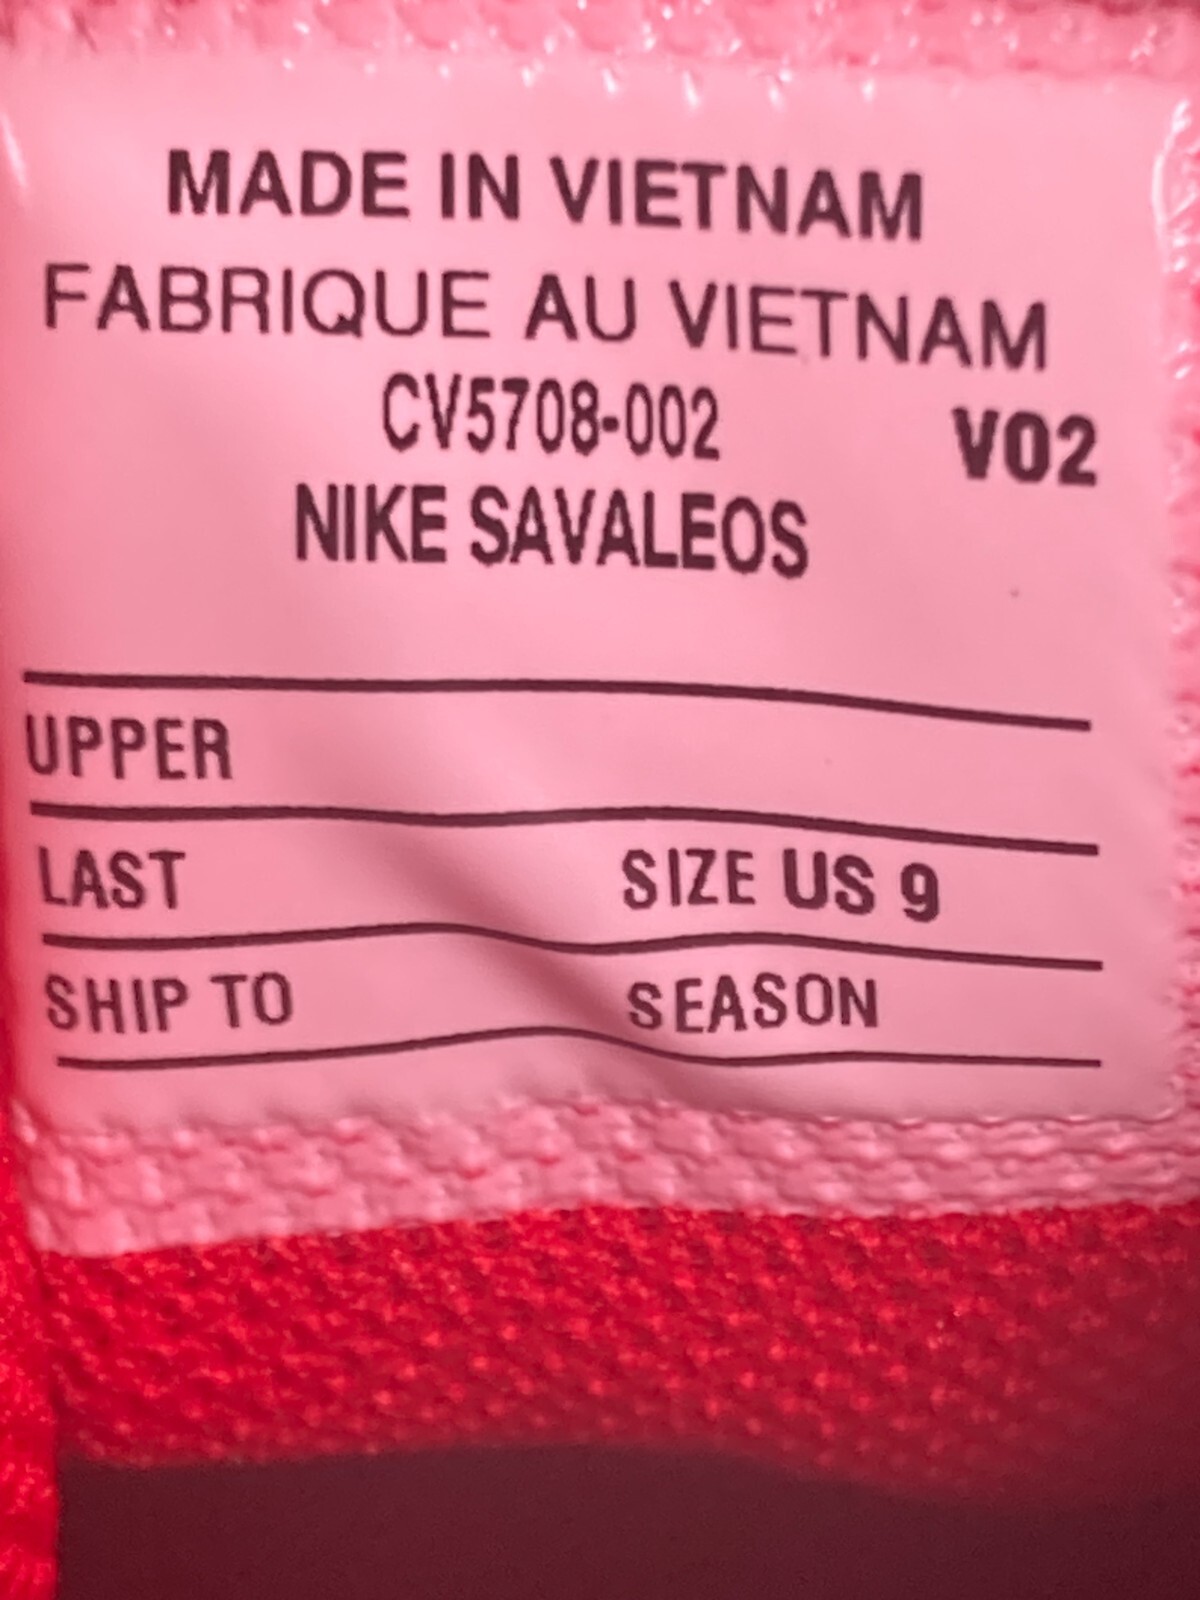 MADE IN VIETNAM
FABRIQUE AU VIETNAM
CV5708-002 V02
NIKE SAVALEOS
UPPER
LAST SIZE US 9
SHIP TO SEASON